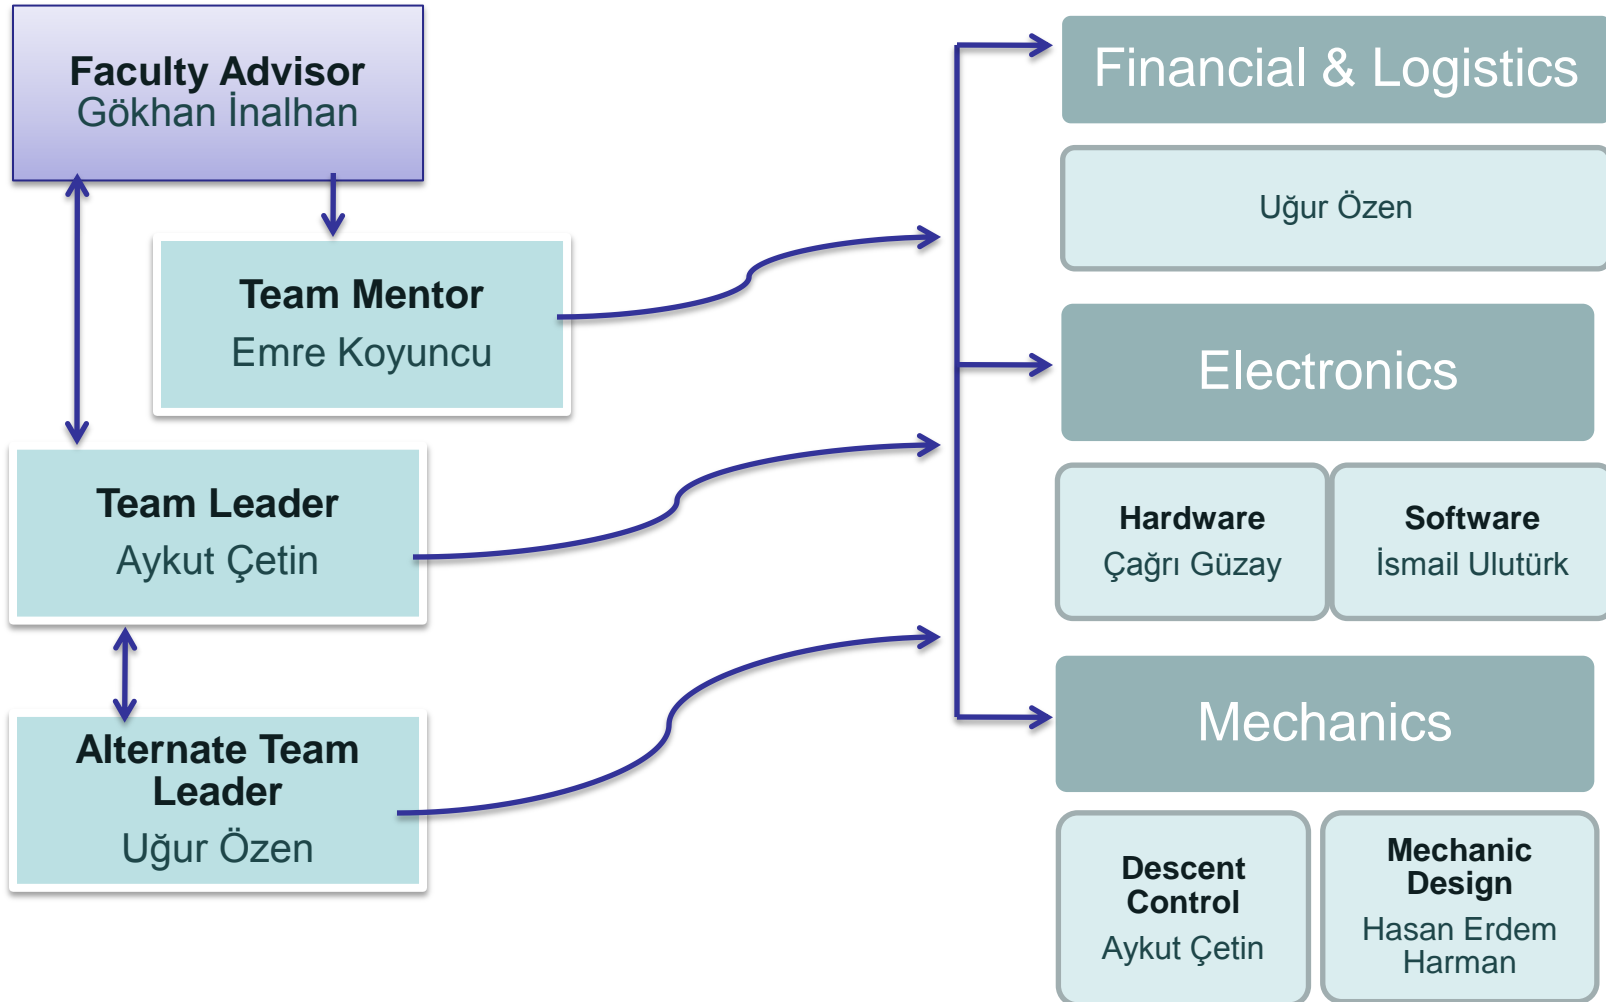 Faculty Advisor
Gökhan İnalhan
Team Mentor
Emre Koyuncu
Team Leader
Aykut Çetin
Alternate Team
Leader
Uğur Özen
Financial & Logistics
Uğur Özen
Electronics
Hardware
Çağrı Güzay
Software
İsmail Ulutürk
Mechanics
Descent
Control
Aykut Çetin
Mechanic
Design
Hasan Erdem
Harman